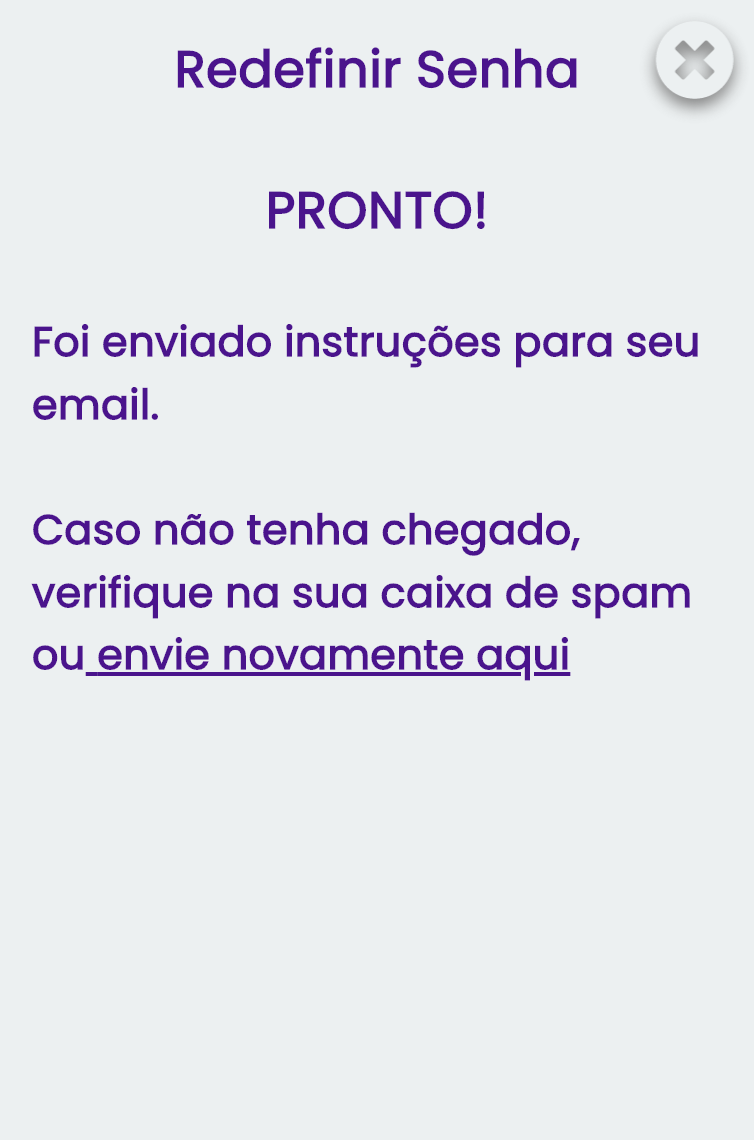 Redefinir Senha
PRONTO!
Foi enviado instruções para seu
email.
Caso não tenha chegado,
verifique na sua caixa de spam
ou envie novamente aqui